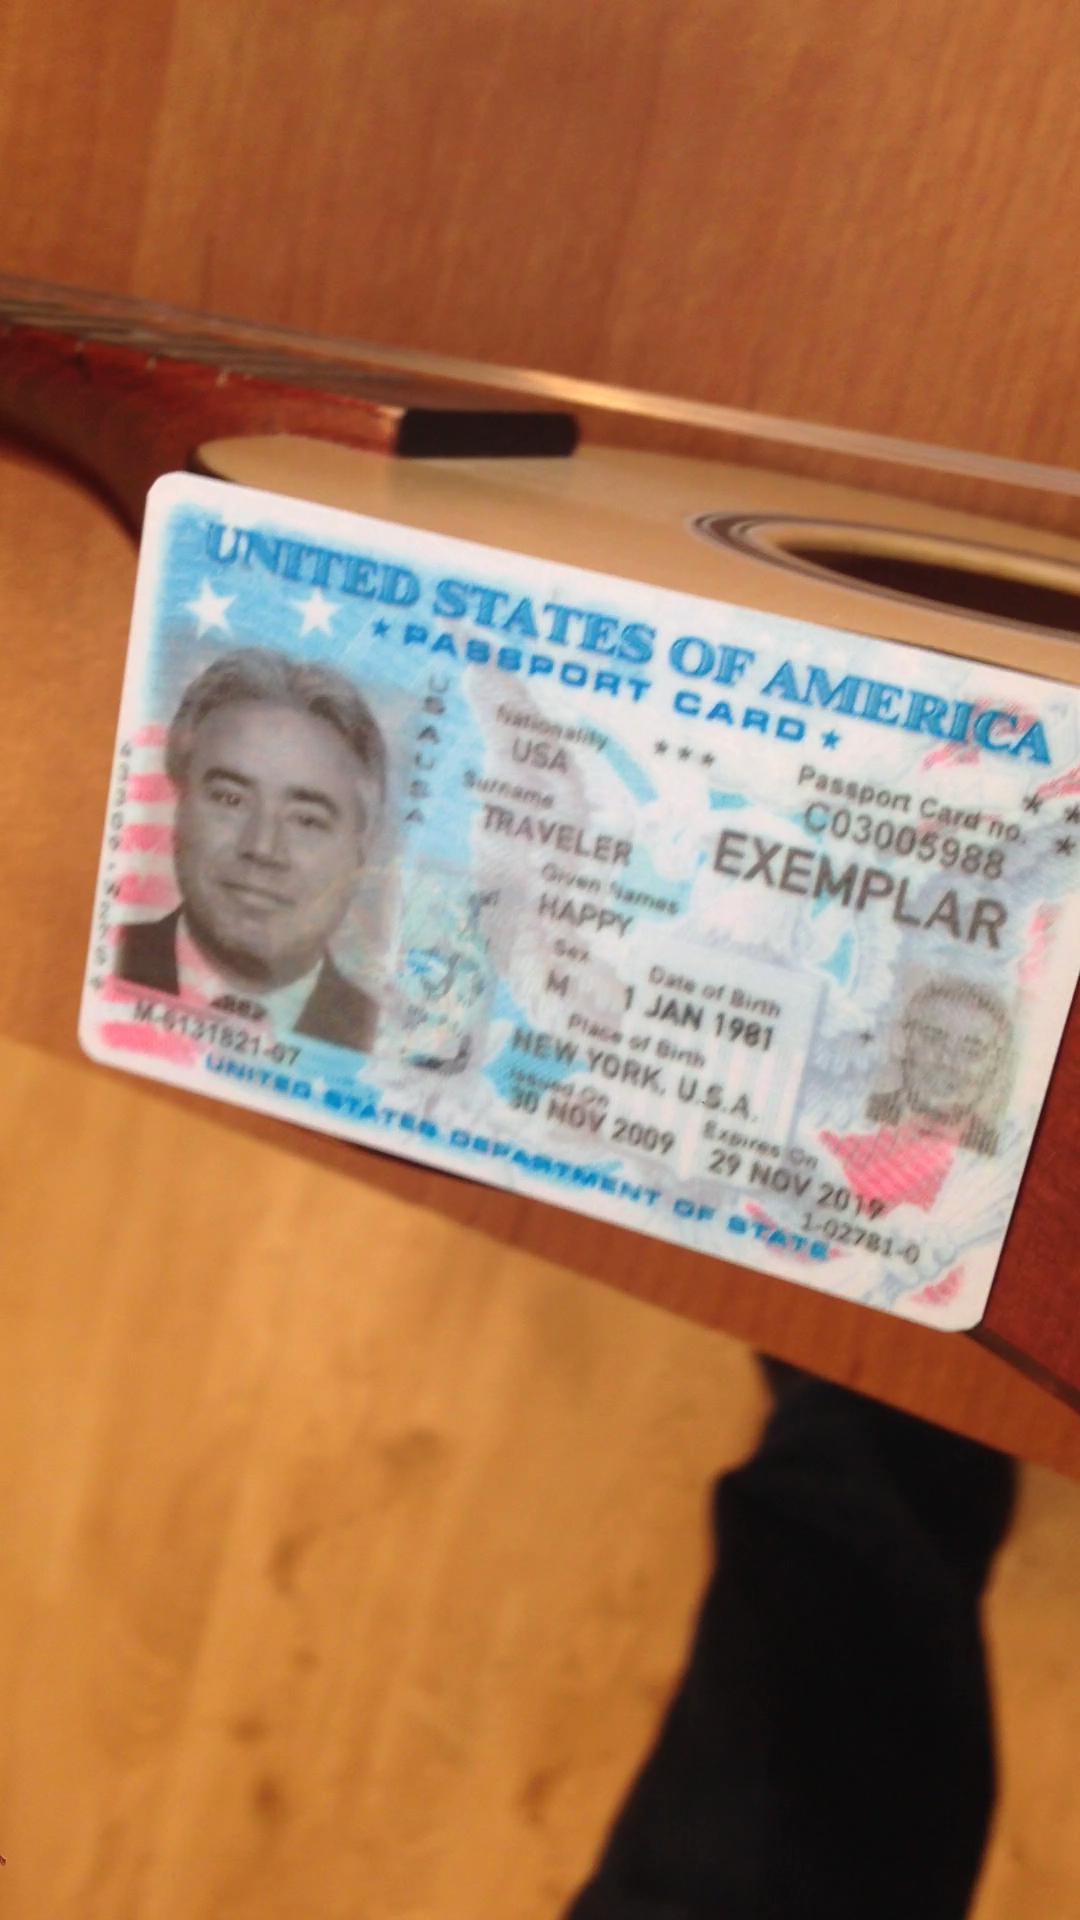 UNITED STATES OF AMERICA
★ PASSPORT CARD ★
USAUSA
Nationality
USA
***
Passport Card no.
C03005988
Surname
TRAVELER
EXEMPLAR
Given Names
HAPPY
Sex
M
Date of Birth
1 JAN 1981
Place of Birth
NEW YORK, U.S.A.
Issued On
30 NOV 2009
Expires On
29 NOV 2019
M-6131821-07
1-02781-0
UNITED STATES DEPARTMENT OF STATE